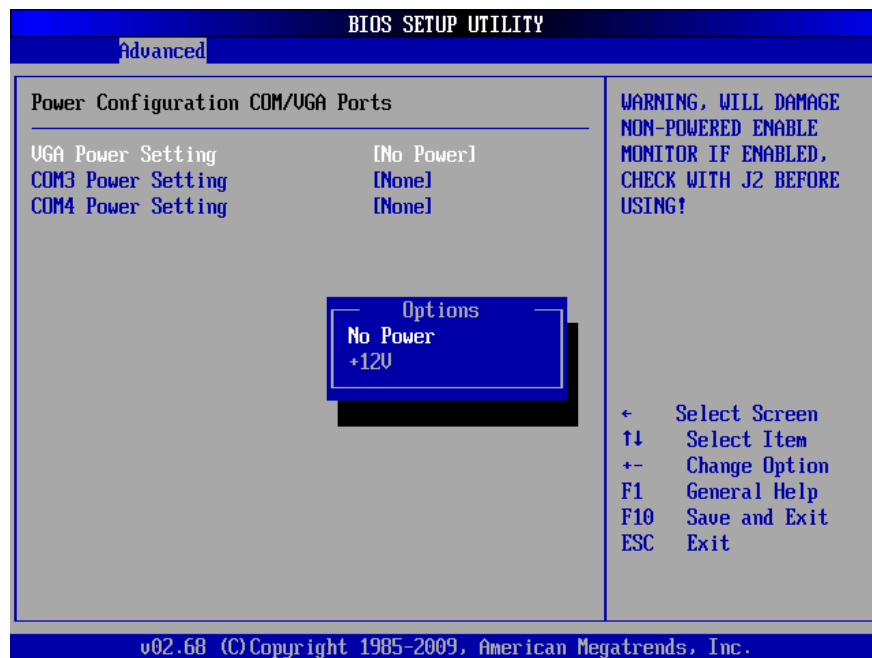 BIOS SETUP UTILITY
Advanced
Power Configuration COM/VGA Ports
VGA Power Setting [No Power]
COM3 Power Setting [None]
COM4 Power Setting [None]
Options
No Power
+12V
WARNING, WILL DAMAGE
NON-POWERED ENABLE
MONITOR IF ENABLED,
CHECK WITH J2 BEFORE
USING!
← Select Screen
↑↓ Select Item
+- Change Option
F1 General Help
F10 Save and Exit
ESC Exit
v02.68 (C)Copyright 1985-2009, American Megatrends, Inc.